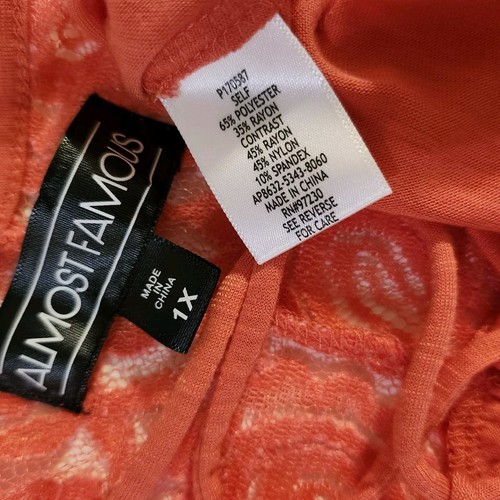 ALMOST FAMOUS
MADE
IN
CHINA
1X
P170587
SELF
65% POLYESTER
35% RAYON
CONTRAST
45% RAYON
45% NYLON
10% SPANDEX
AP8632-5343-8060
MADE IN CHINA
RN#97230
SEE REVERSE
FOR CARE